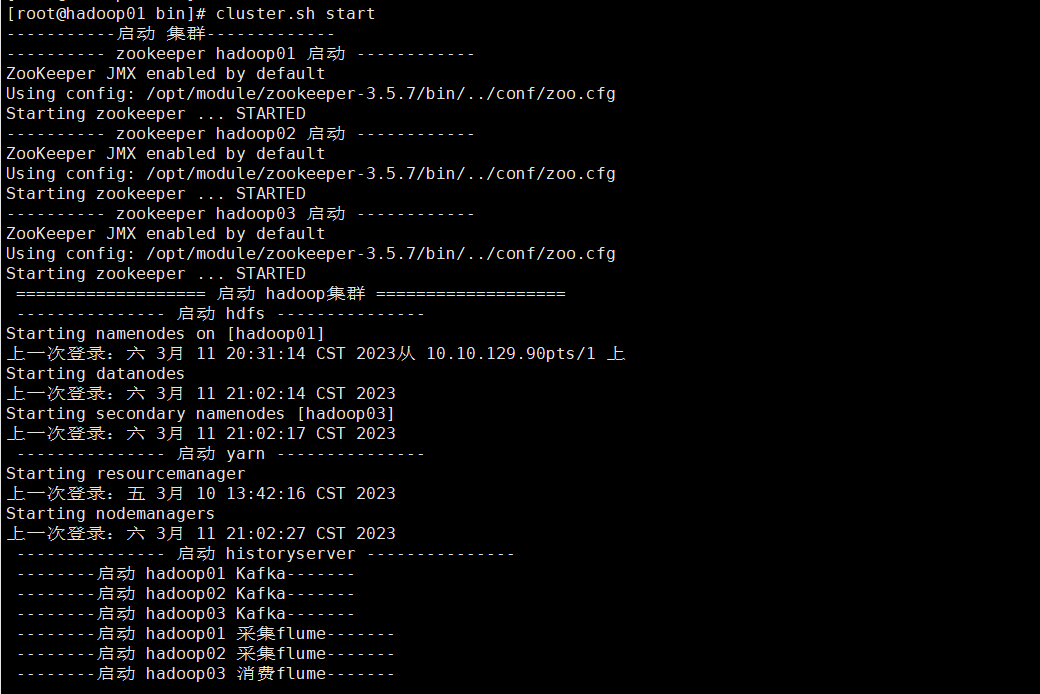 [root@hadoop01 bin]# cluster.sh start
-----------启动 集群-------------
---------- zookeeper hadoop01 启动 ------------
ZooKeeper JMX enabled by default
Using config: /opt/module/zookeeper-3.5.7/bin/../conf/zoo.cfg
Starting zookeeper ... STARTED
---------- zookeeper hadoop02 启动 ------------
ZooKeeper JMX enabled by default
Using config: /opt/module/zookeeper-3.5.7/bin/../conf/zoo.cfg
Starting zookeeper ... STARTED
---------- zookeeper hadoop03 启动 ------------
ZooKeeper JMX enabled by default
Using config: /opt/module/zookeeper-3.5.7/bin/../conf/zoo.cfg
Starting zookeeper ... STARTED
 =================== 启动 hadoop集群 ===================
 --------------- 启动 hdfs ---------------
Starting namenodes on [hadoop01]
上一次登录：六 3月 11 20:31:14 CST 2023从 10.10.129.90pts/1 上
Starting datanodes
上一次登录：六 3月 11 21:02:14 CST 2023
Starting secondary namenodes [hadoop03]
上一次登录：六 3月 11 21:02:17 CST 2023
 --------------- 启动 yarn ---------------
Starting resourcemanager
上一次登录：五 3月 10 13:42:16 CST 2023
Starting nodemanagers
上一次登录：六 3月 11 21:02:27 CST 2023
 --------------- 启动 historyserver ---------------
 --------启动 hadoop01 Kafka-------
 --------启动 hadoop02 Kafka-------
 --------启动 hadoop03 Kafka-------
 --------启动 hadoop01 采集flume-------
 --------启动 hadoop02 采集flume-------
 --------启动 hadoop03 消费flume-------